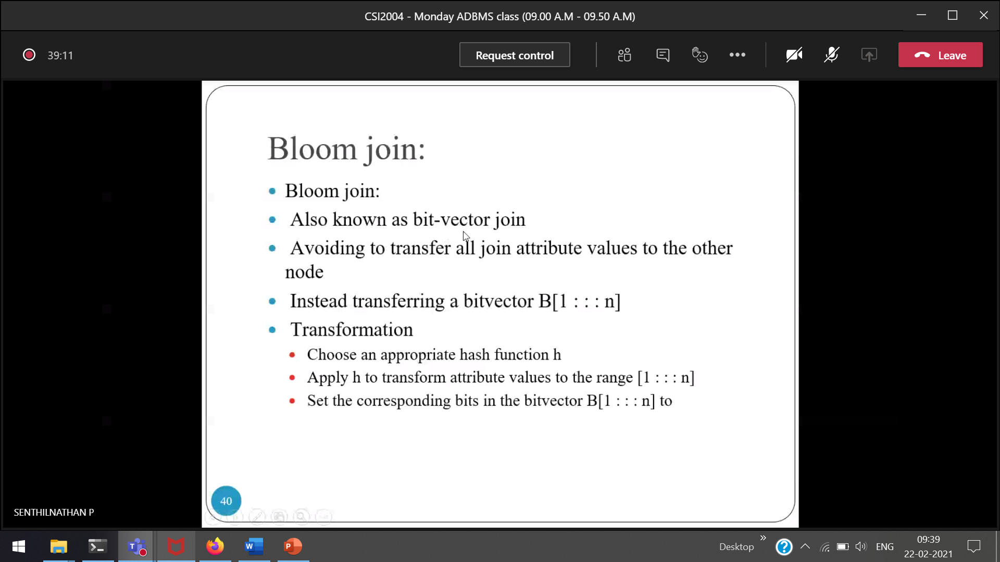 CSI2004 - Monday ADBMS class (09.00 A.M - 09.50 A.M)
39:11
Request control
Leave
Bloom join:
Bloom join:
Also known as bit-vector join
Avoiding to transfer all join attribute values to the other
node
Instead transferring a bitvector B[1 : : : n]
Transformation
Choose an appropriate hash function h
Apply h to transform attribute values to the range [1 : : : n]
Set the corresponding bits in the bitvector B[1 : : : n] to
40
SENTHILNATHAN P
Desktop
ENG
09:39
22-02-2021